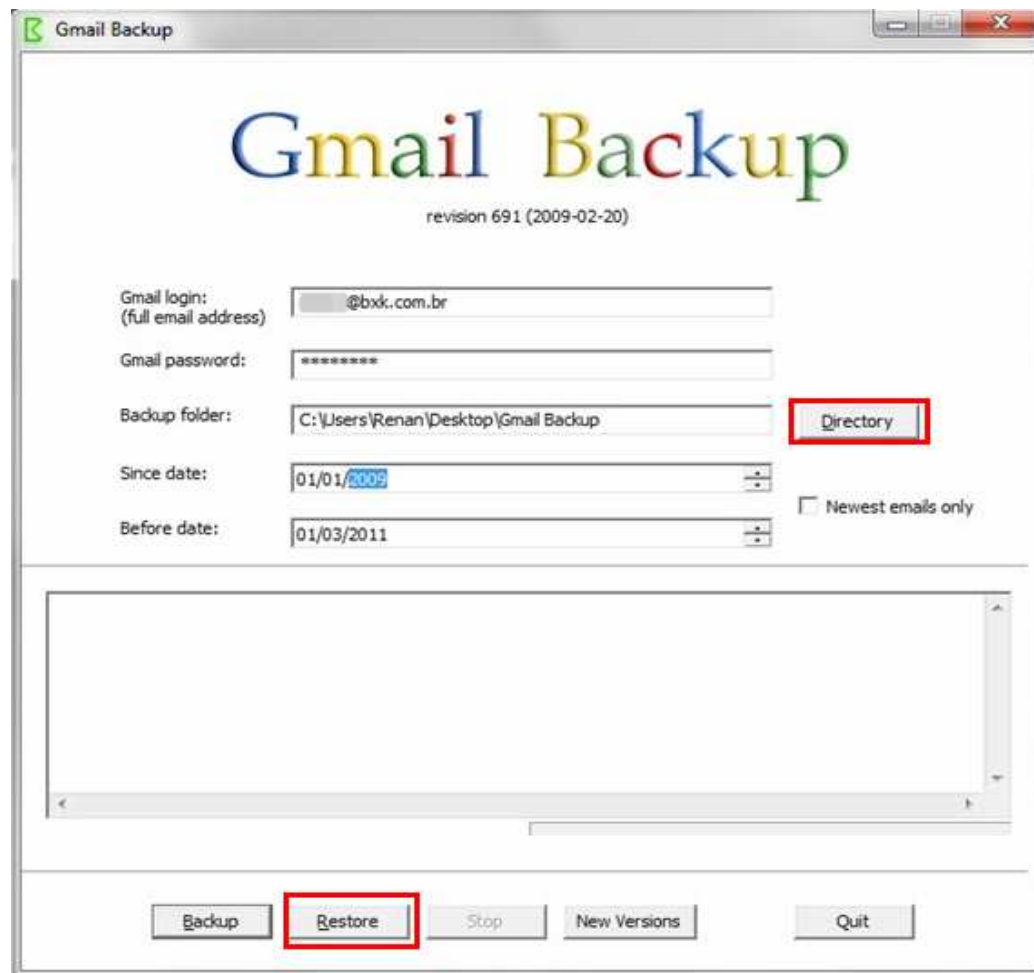 Gmail Backup
Gmail Backup
revision 691 (2009-02-20)
Gmail login:
(full email address)
@bxk.com.br
Gmail password:
********
Backup folder:
C:\Users\Renan\Desktop\Gmail Backup
Directory
Since date:
01/01/2009
Newest emails only
Before date:
01/03/2011
Backup
Restore
Stop
New Versions
Quit